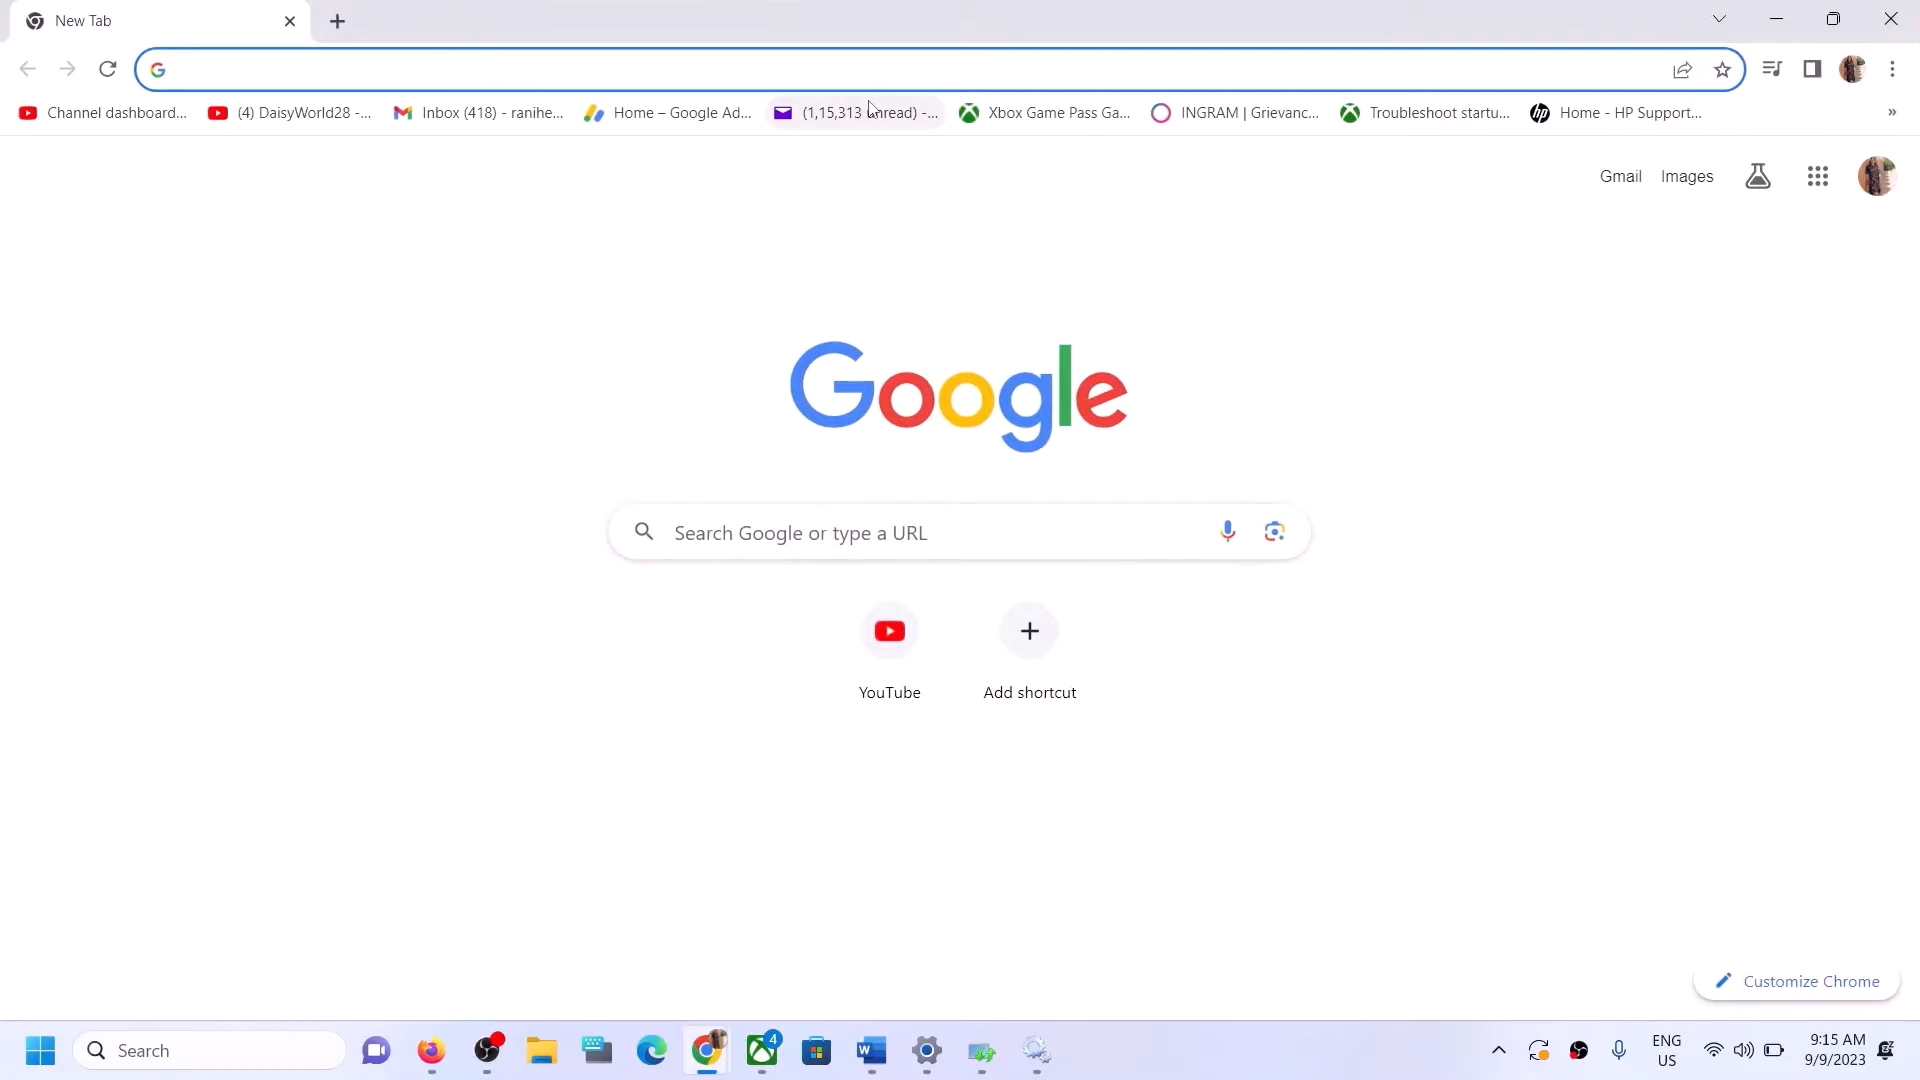 New Tab
Channel dashboard...
(4) DaisyWorld28 -...
Inbox (418) - ranihe...
Home – Google Ad...
(1,15,313 unread) -...
Xbox Game Pass Ga...
INGRAM | Grievanc...
Troubleshoot startu...
Home - HP Support...
»
Gmail
Images
Google
Search Google or type a URL
YouTube
Add shortcut
Customize Chrome
Search
4
ENG
US
9:15 AM
9/9/2023